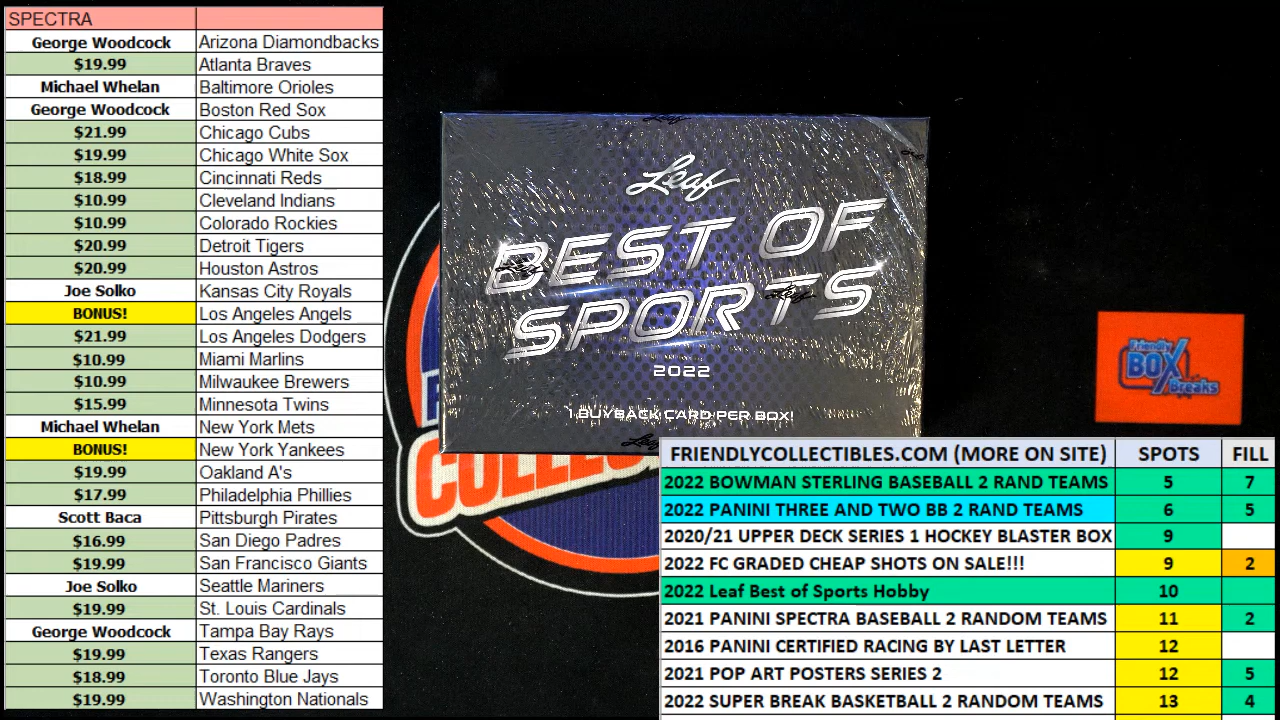 SPECTRA
George Woodcock Arizona Diamondbacks
$19.99 Atlanta Braves
Michael Whelan Baltimore Orioles
George Woodcock Boston Red Sox
$21.99 Chicago Cubs
$19.99 Chicago White Sox
$18.99 Cincinnati Reds
$10.99 Cleveland Indians
$10.99 Colorado Rockies
$20.99 Detroit Tigers
$20.99 Houston Astros
Joe Solko Kansas City Royals
BONUS! Los Angeles Angels
$21.99 Los Angeles Dodgers
$10.99 Miami Marlins
$10.99 Milwaukee Brewers
$15.99 Minnesota Twins
Michael Whelan New York Mets
BONUS! New York Yankees
$19.99 Oakland A's
$17.99 Philadelphia Phillies
Scott Baca Pittsburgh Pirates
$16.99 San Diego Padres
$19.99 San Francisco Giants
Joe Solko Seattle Mariners
$19.99 St. Louis Cardinals
George Woodcock Tampa Bay Rays
$19.99 Texas Rangers
$18.99 Toronto Blue Jays
$19.99 Washington Nationals
Leaf
BEST OF
SPORTS
2022
1 BUYBACK CARD PER BOX!
Friendly
BOX
Breaks
FRIENDLYCOLLECTIBLES.COM (MORE ON SITE) SPOTS FILL
2022 BOWMAN STERLING BASEBALL 2 RAND TEAMS 5 7
2022 PANINI THREE AND TWO BB 2 RAND TEAMS 6 5
2020/21 UPPER DECK SERIES 1 HOCKEY BLASTER BOX 9
2022 FC GRADED CHEAP SHOTS ON SALE!!! 9 2
2022 Leaf Best of Sports Hobby 10
2021 PANINI SPECTRA BASEBALL 2 RANDOM TEAMS 11 2
2016 PANINI CERTIFIED RACING BY LAST LETTER 12
2021 POP ART POSTERS SERIES 2 12 5
2022 SUPER BREAK BASKETBALL 2 RANDOM TEAMS 13 4